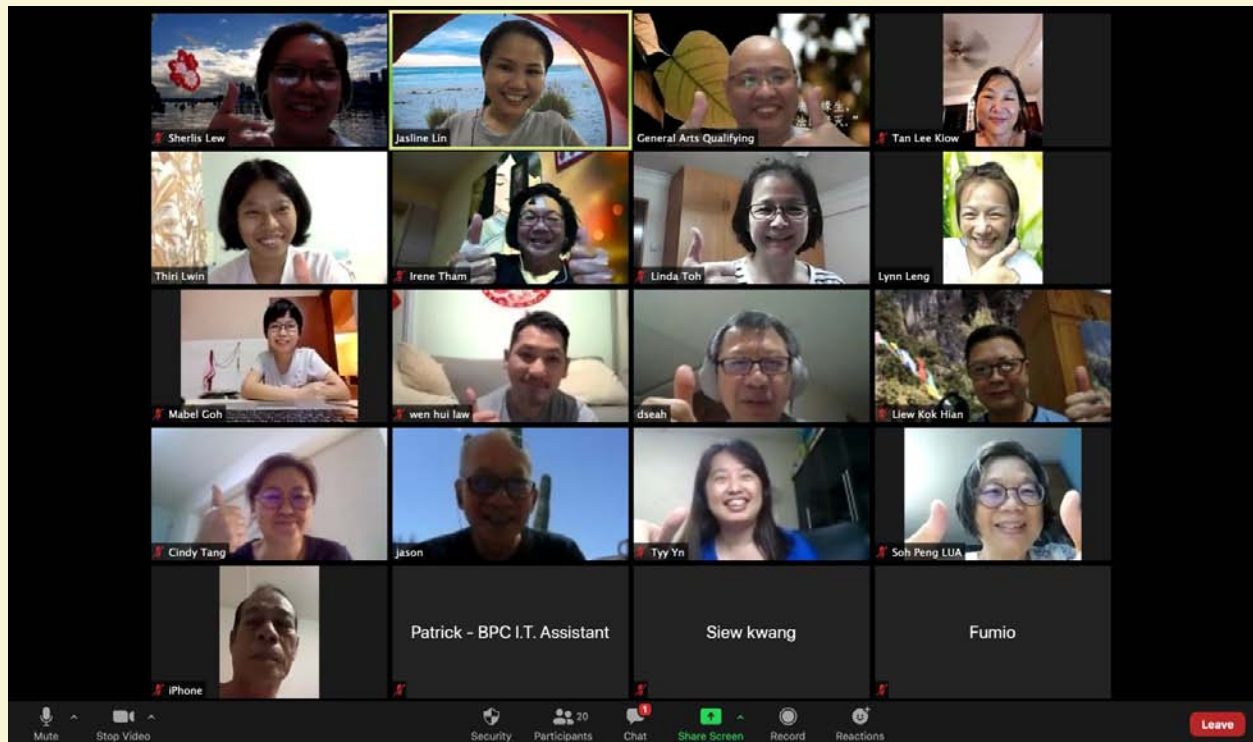 Sherlis Lew
Jasline Lin
General Arts Qualifying
Tan Lee Kiow
Thiri Lwin
Irene Tham
Linda Toh
Lynn Leng
Mabel Goh
wen hui law
dseah
Liew Kok Hian
Cindy Tang
jason
Tyy Yn
Soh Peng LUA
iPhone
Patrick - BPC I.T. Assistant
Siew kwang
Fumio
Mute
Stop Video
Security
Participants
20
Chat
1
Share Screen
Record
Reactions
Leave